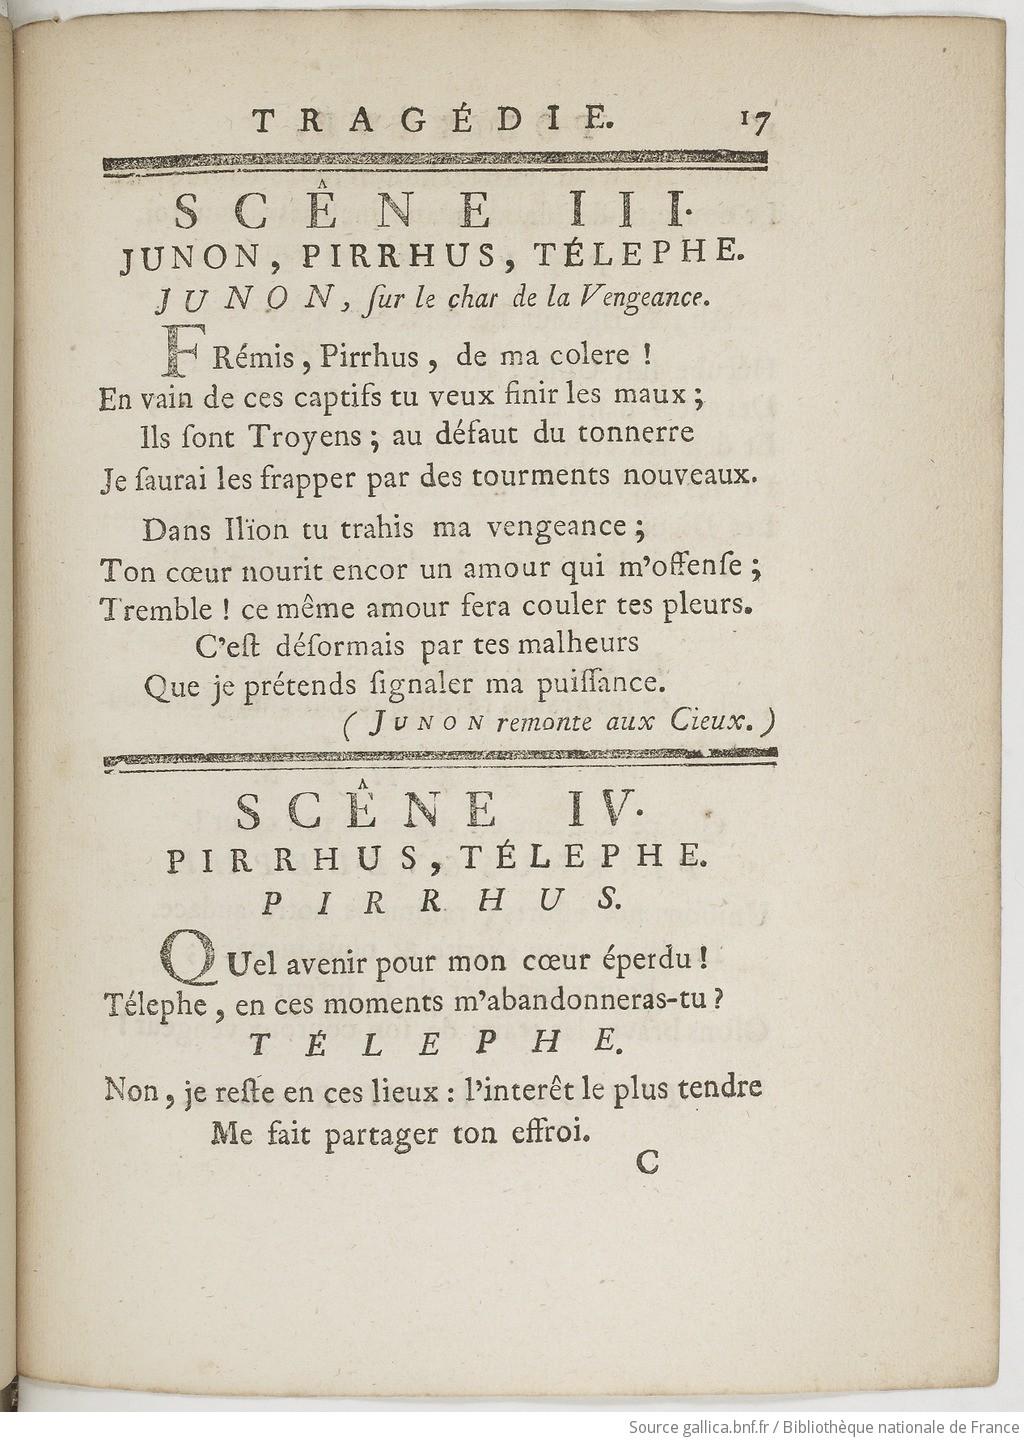 TRAGÉDIE. 17
SCÊNE III.
JUNON, PIRRHUS, TÉLEPHE.
JUNON, ſur le char de la Vengeance.
FRémis, Pirrhus, de ma colere !
En vain de ces captifs tu veux finir les maux ;
Ils ſont Troyens ; au défaut du tonnerre
Je ſaurai les frapper par des tourments nouveaux.
Dans Ilïon tu trahis ma vengeance ;
Ton cœur nourit encor un amour qui m'offenſe ;
Tremble ! ce même amour fera couler tes pleurs.
C'eſt déſormais par tes malheurs
Que je prétends ſignaler ma puiſſance.
( JUNON remonte aux Cieux. )
SCÊNE IV.
PIRRHUS, TÉLEPHE.
PIRRHUS.
QUel avenir pour mon cœur éperdu !
Télephe, en ces moments m'abandonneras-tu ?
TÉLEPHE.
Non, je reſte en ces lieux : l'interêt le plus tendre
Me fait partager ton effroi.
C
Source gallica.bnf.fr / Bibliothèque nationale de France